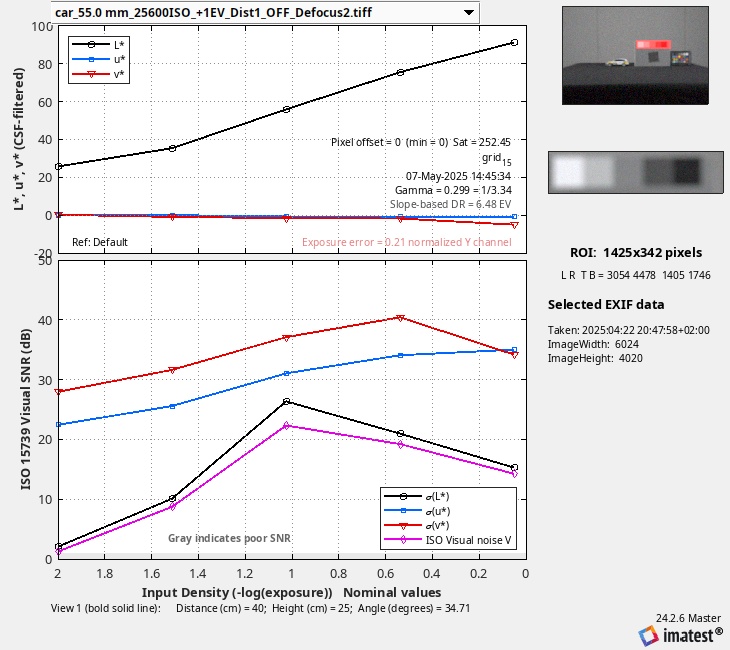 car_55.0 mm_25600ISO_+1EV_Dist1_OFF_Defocus2.tiff
100
80
60
40
20
0
-20
L*, u*, v* (CSF-filtered)
L*
u*
v*
Pixel offset = 0 (min = 0) Sat = 252.45
grid15
07-May-2025 14:45:34
Gamma = 0.299 = 1/3.34
Slope-based DR = 6.48 EV
Ref: Default
Exposure error = 0.21 normalized Y channel
50
40
30
20
10
0
ISO 15739 Visual SNR (dB)
σ(L*)
σ(u*)
σ(v*)
ISO Visual noise V
Gray indicates poor SNR
2 1.8 1.6 1.4 1.2 1 0.8 0.6 0.4 0.2 0
Input Density (-log(exposure)) Nominal values
View 1 (bold solid line): Distance (cm) = 40; Height (cm) = 25; Angle (degrees) = 34.71
ROI: 1425x342 pixels
L R T B = 3054 4478 1405 1746
Selected EXIF data
Taken: 2025:04:22 20:47:58+02:00
ImageWidth: 6024
ImageHeight: 4020
24.2.6 Master
imatest®